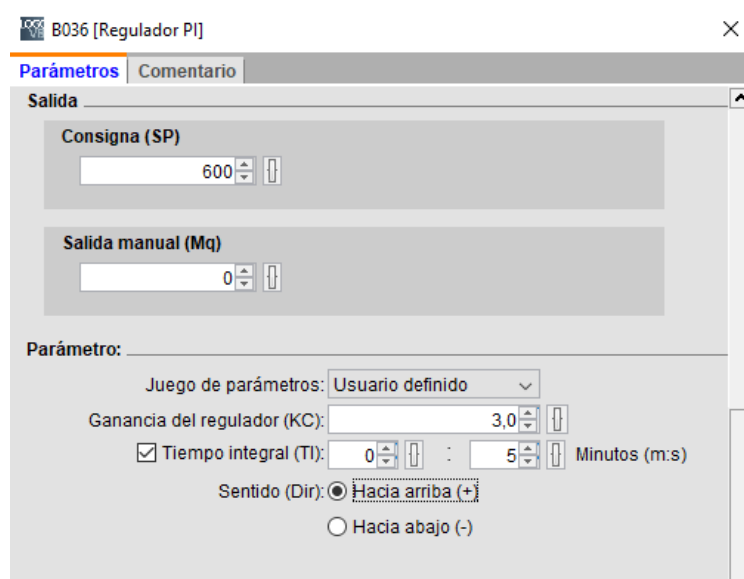 B036 [Regulador PI]
Parámetros Comentario
Salida
Consigna (SP)
600
Salida manual (Mq)
0
Parámetro:
Juego de parámetros: Usuario definido
Ganancia del regulador (KC): 3,0
Tiempo integral (TI): 0 : 5 Minutos (m:s)
Sentido (Dir): Hacia arriba (+)
Hacia abajo (-)